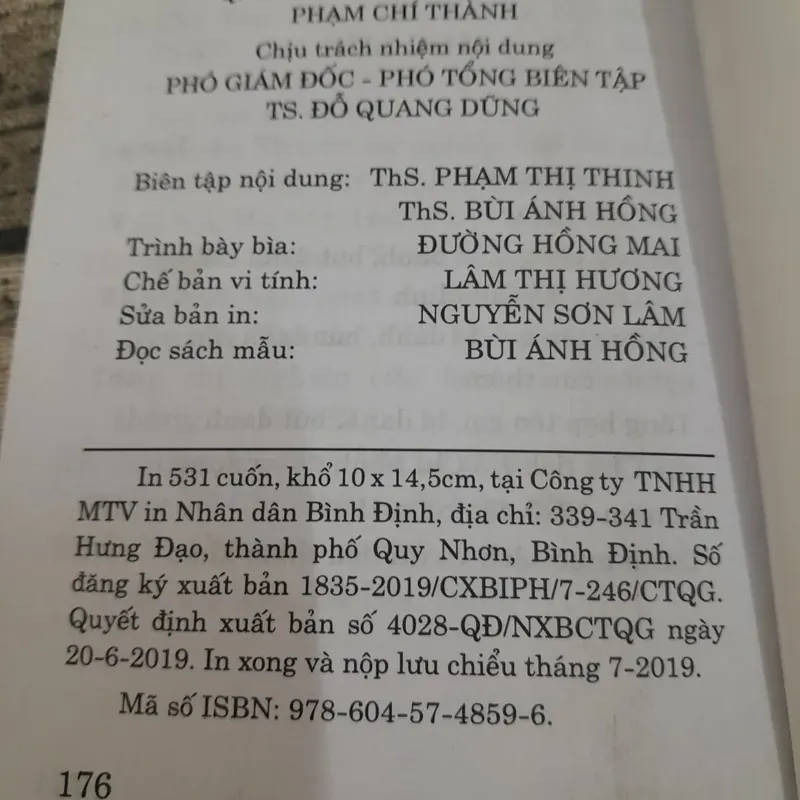 PHẠM CHÍ THÀNH
Chịu trách nhiệm nội dung
PHÓ GIÁM ĐỐC - PHÓ TỔNG BIÊN TẬP
TS. ĐỖ QUANG DŨNG
Biên tập nội dung: ThS. PHẠM THỊ THINH
ThS. BÙI ÁNH HỒNG
Trình bày bìa: ĐƯỜNG HỒNG MAI
Chế bản vi tính: LÂM THỊ HƯƠNG
Sửa bản in: NGUYỄN SƠN LÂM
Đọc sách mẫu: BÙI ÁNH HỒNG
In 531 cuốn, khổ 10 x 14,5cm, tại Công ty TNHH
MTV in Nhân dân Bình Định, địa chỉ: 339-341 Trần
Hưng Đạo, thành phố Quy Nhơn, Bình Định. Số
đăng ký xuất bản 1835-2019/CXBIPH/7-246/CTQG.
Quyết định xuất bản số 4028-QĐ/NXBCTQG ngày
20-6-2019. In xong và nộp lưu chiểu tháng 7-2019.
Mã số ISBN: 978-604-57-4859-6.
176